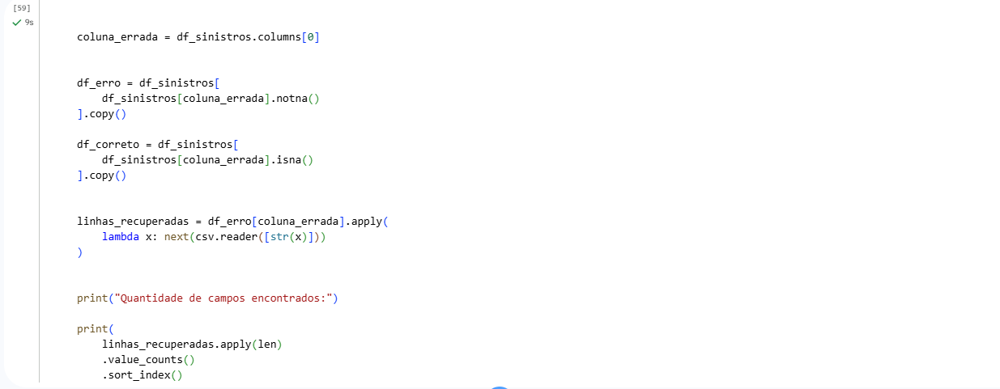 [59]
9s
coluna_errada = df_sinistros.columns[0]
df_erro = df_sinistros[
    df_sinistros[coluna_errada].notna()
].copy()
df_correto = df_sinistros[
    df_sinistros[coluna_errada].isna()
].copy()
linhas_recuperadas = df_erro[coluna_errada].apply(
    lambda x: next(csv.reader([str(x)]))
)
print("Quantidade de campos encontrados:")
print(
    linhas_recuperadas.apply(len)
    .value_counts()
    .sort_index()